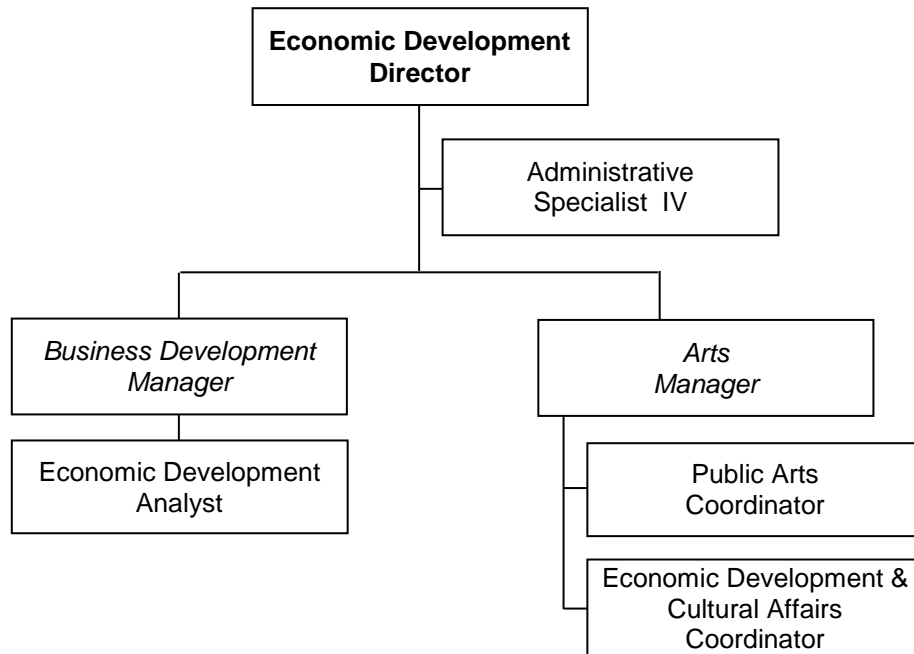 Economic Development
Director
Administrative
Specialist IV
Business Development
Manager
Arts
Manager
Economic Development
Analyst
Public Arts
Coordinator
Economic Development &
Cultural Affairs
Coordinator